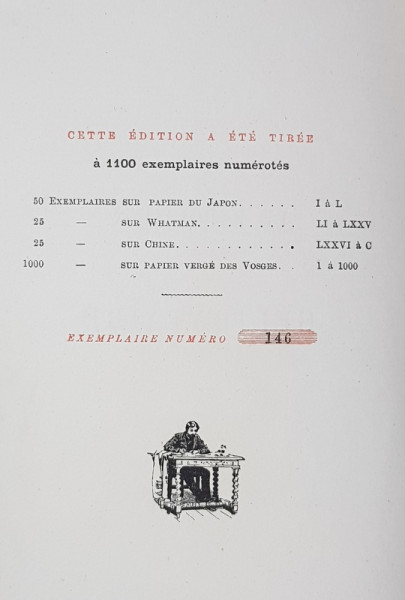 CETTE ÉDITION A ÉTÉ TIRÉE
à 1100 exemplaires numérotés
50 EXEMPLAIRES SUR PAPIER DU JAPON. . . . . . I à L
25 — SUR WHATMAN. . . . . . . . . . LI à LXXV
25 — SUR CHINE. . . . . . . . . . . . LXXVI à C
1000 — SUR PAPIER VERGÉ DES VOSGES. . 1 à 1000
EXEMPLAIRE NUMÉRO 146